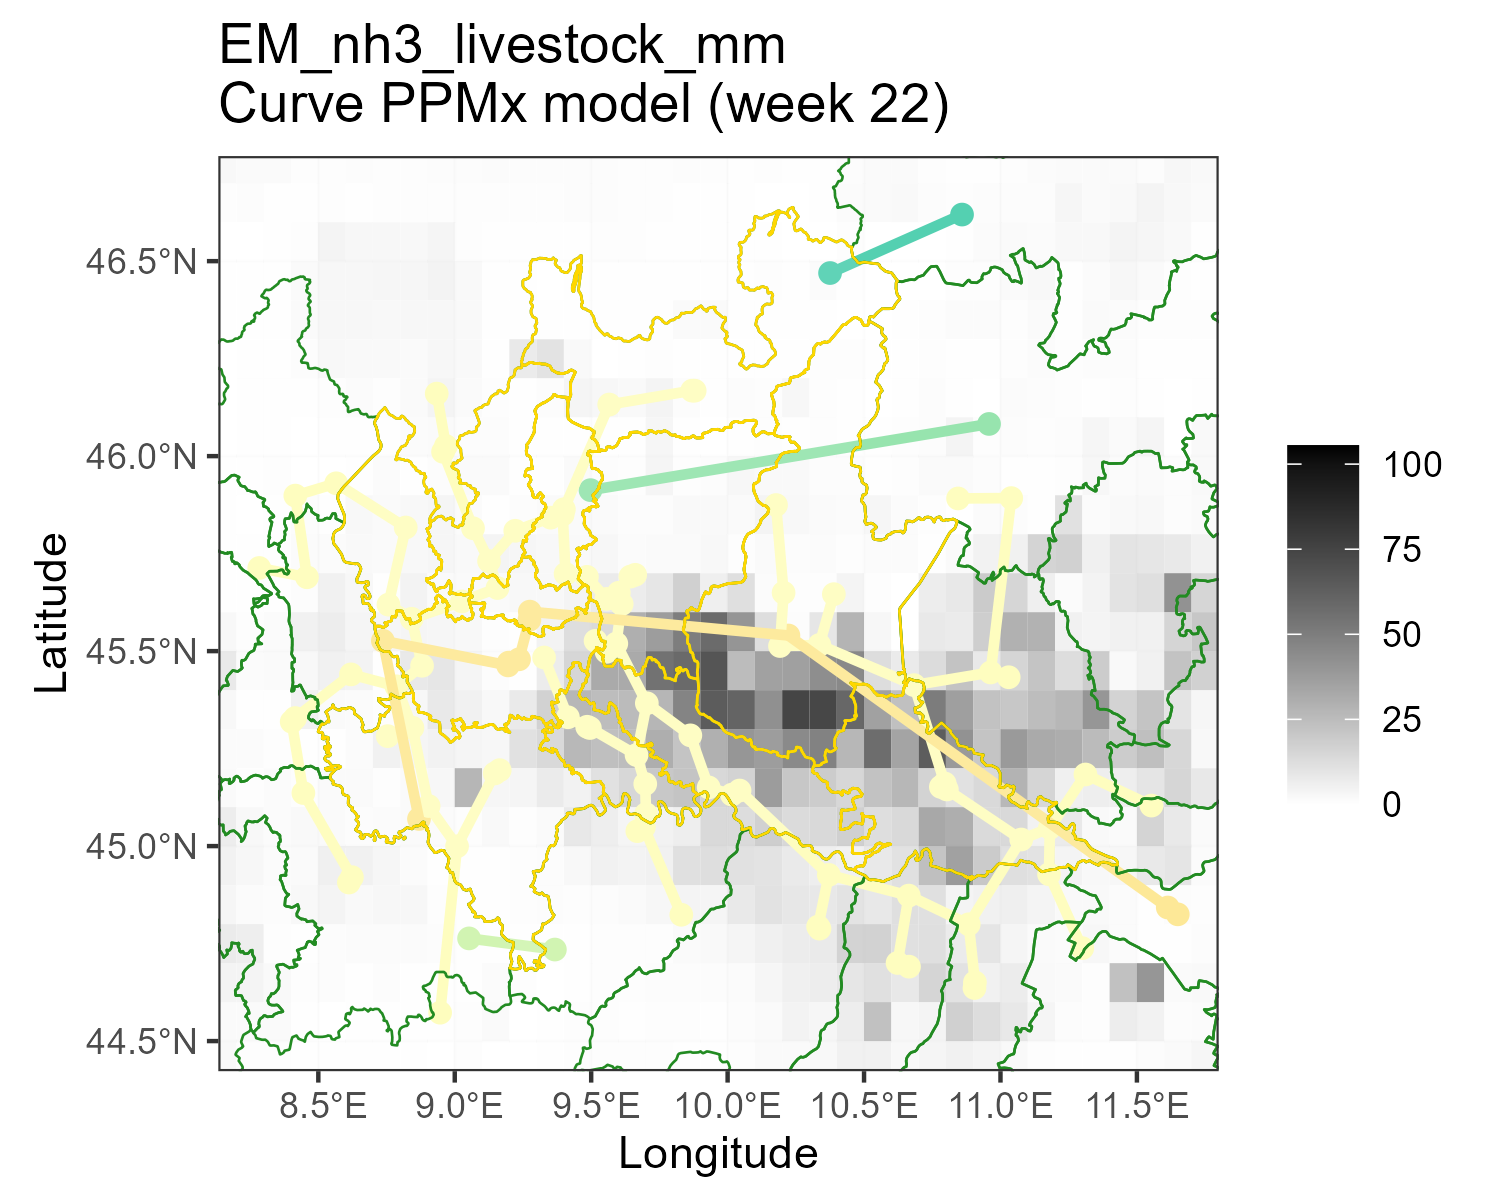 EM_nh3_livestock_mm
Curve PPMx model (week 22)
46.5°N
46.0°N
45.5°N
45.0°N
44.5°N
Latitude
8.5°E 9.0°E 9.5°E 10.0°E 10.5°E 11.0°E 11.5°E
Longitude
100
75
50
25
0